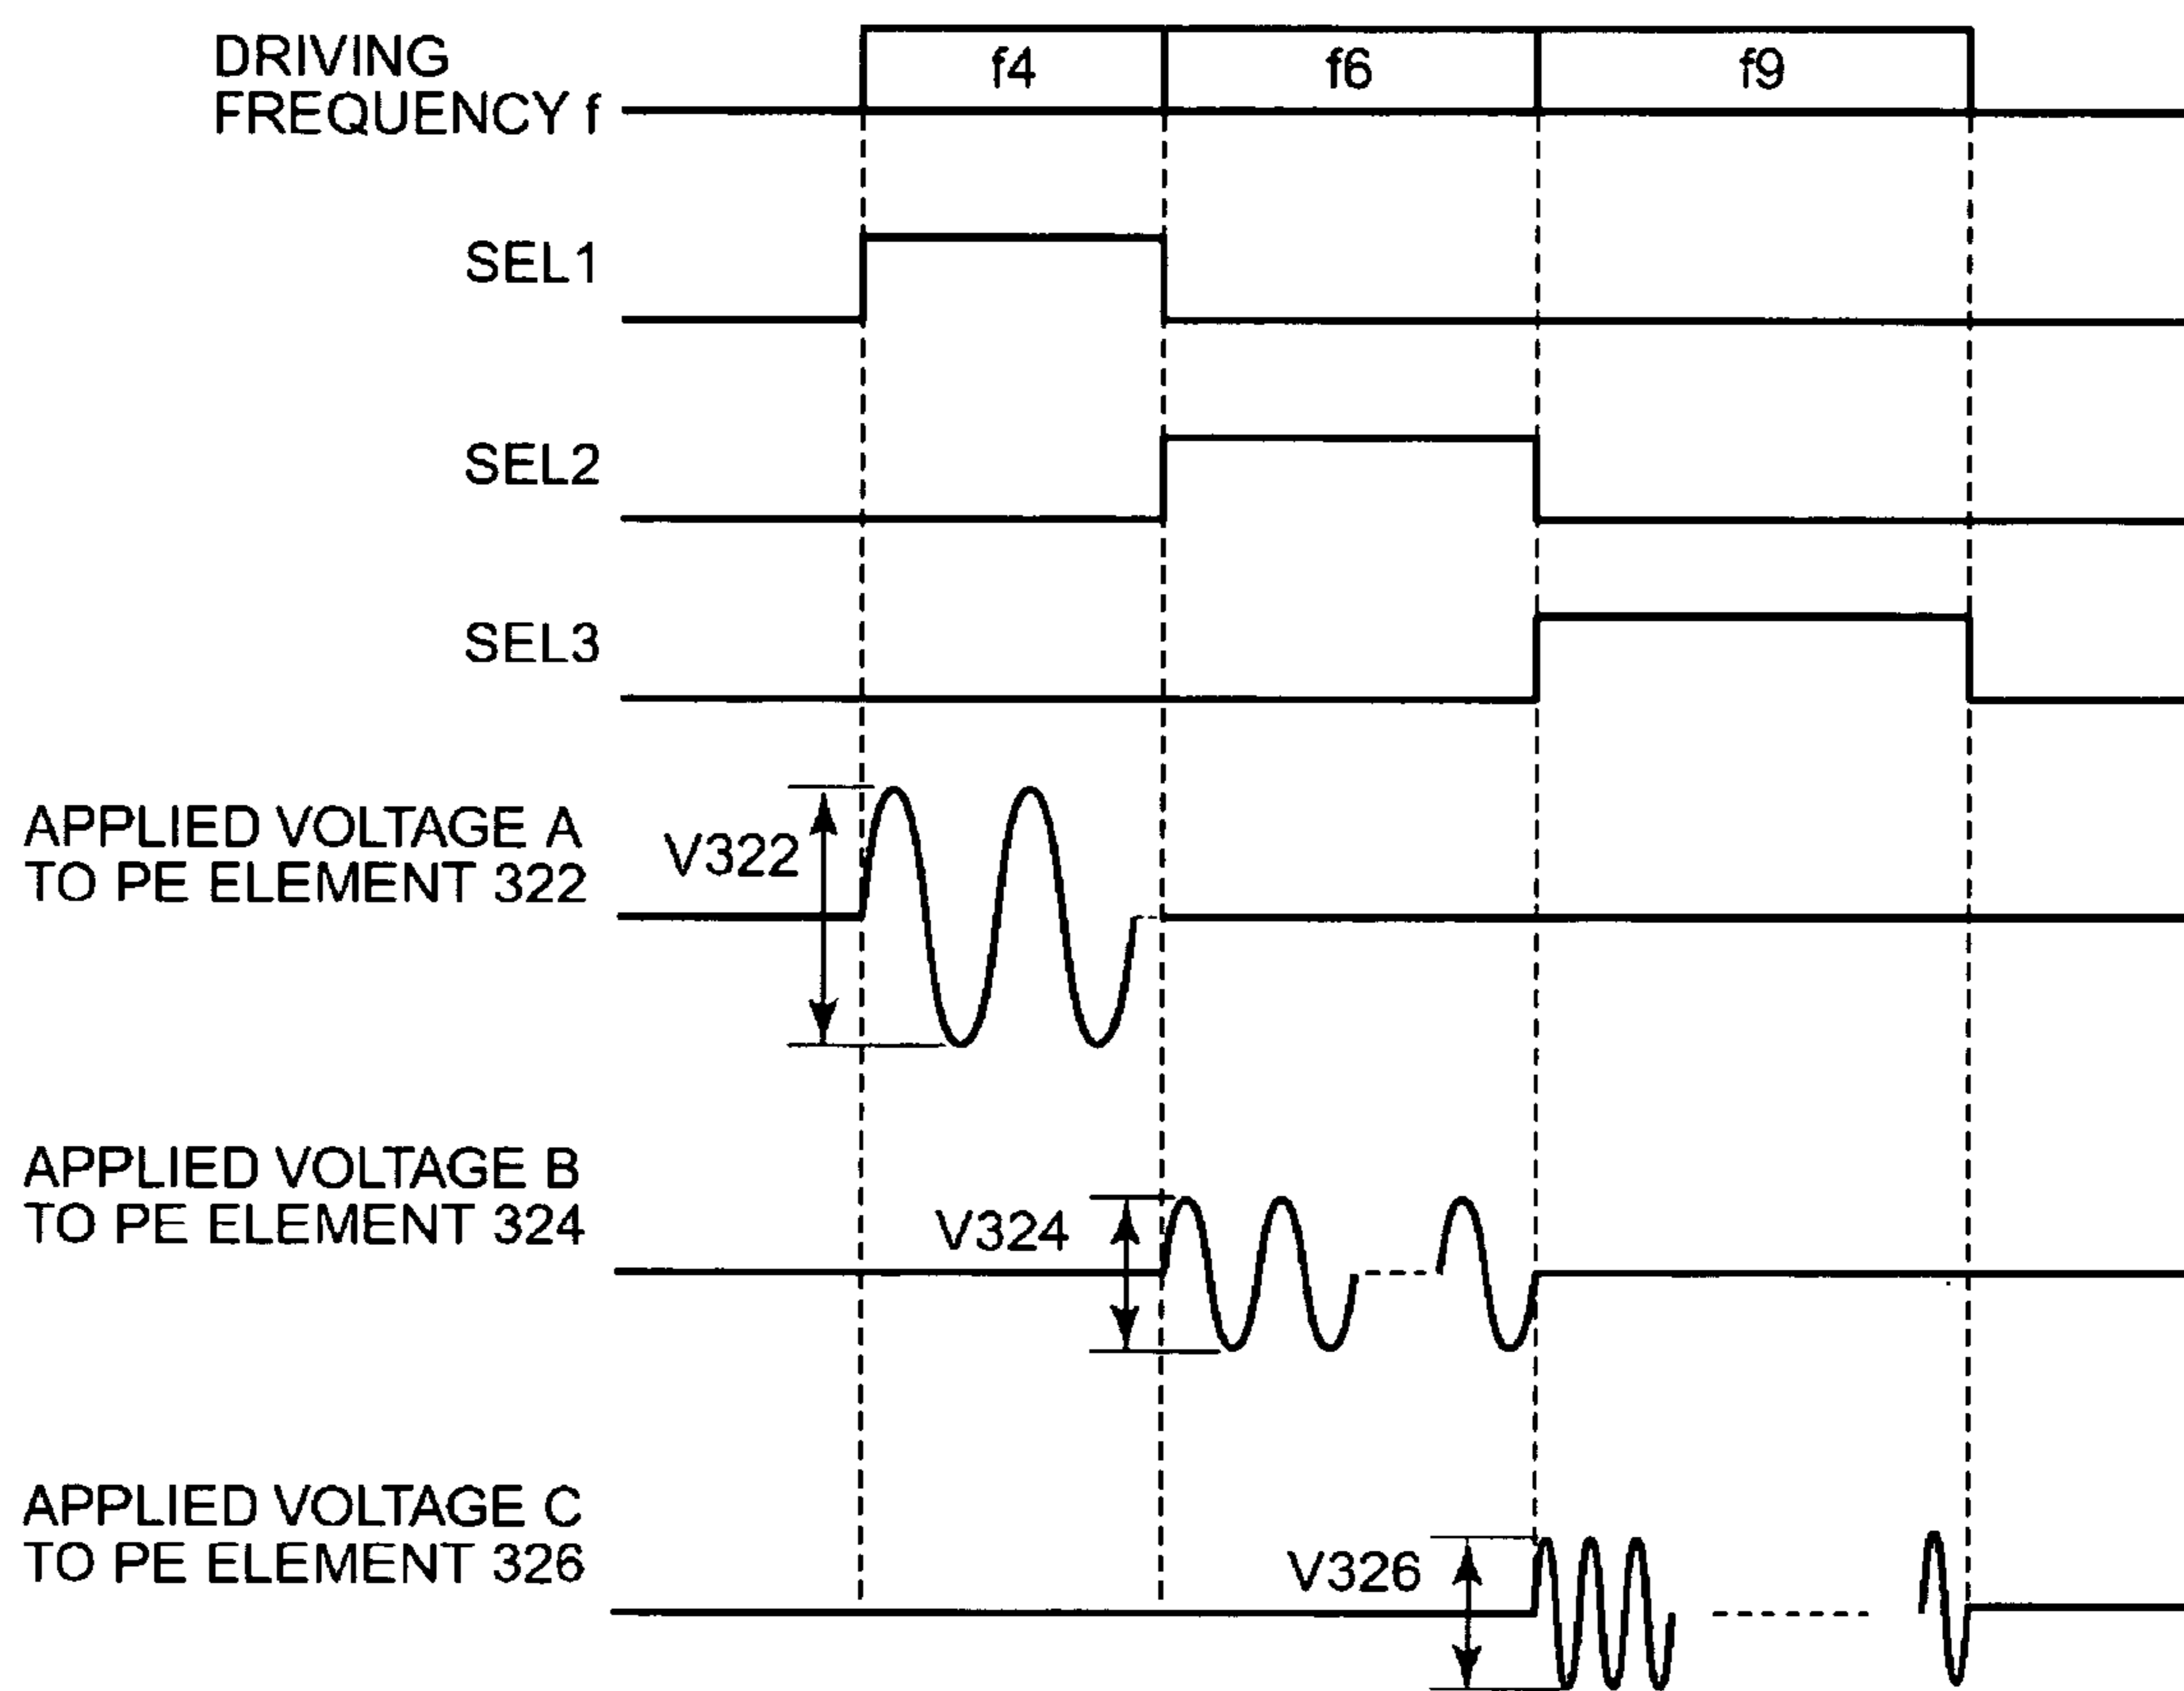 DRIVING
FREQUENCY f
f4
f6
f9
SEL1
SEL2
SEL3
APPLIED VOLTAGE A
TO PE ELEMENT 322
V322
APPLIED VOLTAGE B
TO PE ELEMENT 324
V324
APPLIED VOLTAGE C
TO PE ELEMENT 326
V326